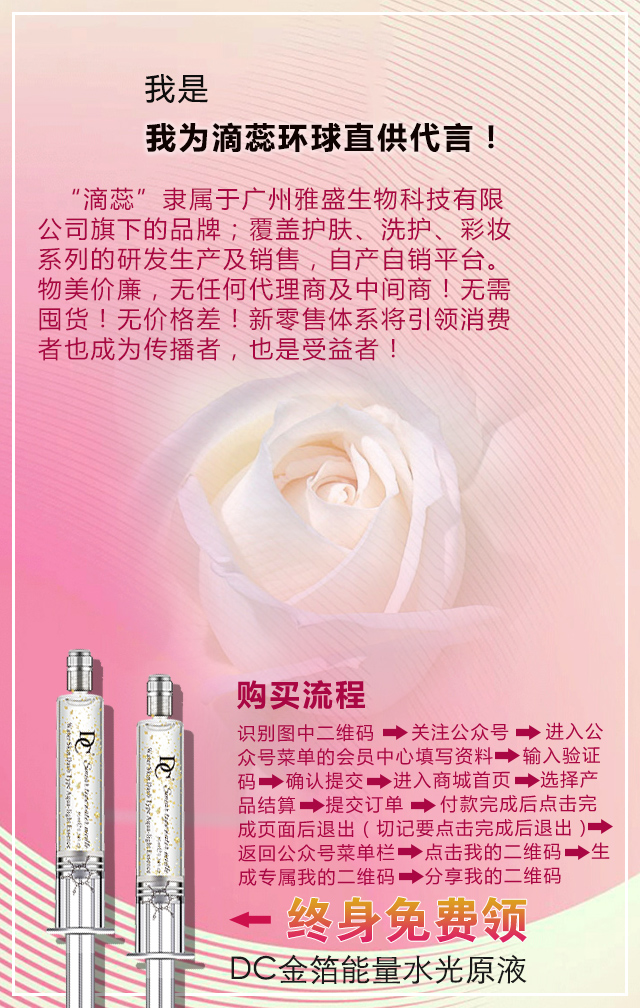 我是
我为滴蕊环球直供代言！
“滴蕊”隶属于广州雅盛生物科技有限
公司旗下的品牌；覆盖护肤、洗护、彩妆
系列的研发生产及销售，自产自销平台。
物美价廉，无任何代理商及中间商！无需
囤货！无价格差！新零售体系将引领消费
者也成为传播者，也是受益者！
购买流程
识别图中二维码➡关注公众号➡进入公
众号菜单的会员中心填写资料➡输入验证
码➡确认提交➡进入商城首页➡选择产
品结算➡提交订单➡付款完成后点击完
成页面后退出（切记要点击完成后退出）➡
返回公众号菜单栏➡点击我的二维码➡生
成专属我的二维码➡分享我的二维码
终身免费领
DC金箔能量水光原液
DC
DC